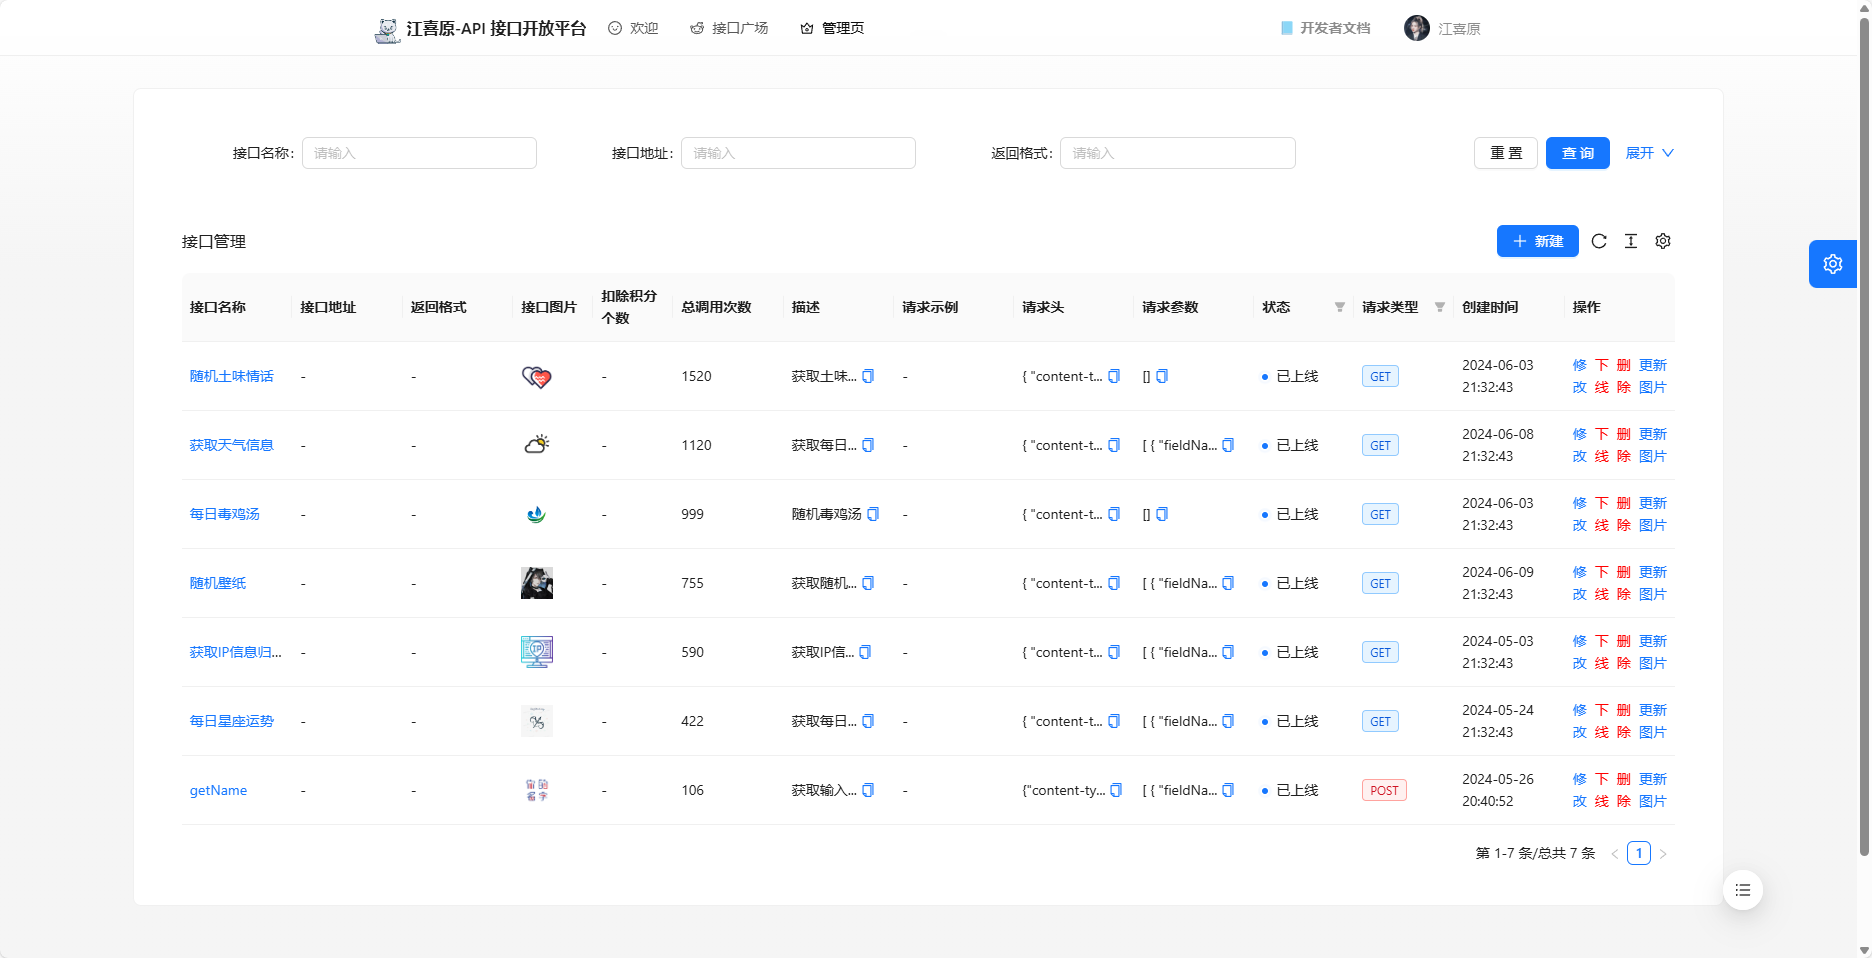 江喜原-API 接口开放平台 欢迎 接口广场 管理页 开发者文档 江喜原
接口名称: 请输入 接口地址: 请输入 返回格式: 请输入 重置 查询 展开
接口管理 新建
接口名称 接口地址 返回格式 接口图片 扣除积分个数 总调用次数 描述 请求示例 请求头 请求参数 状态 请求类型 创建时间 操作
随机土味情话 - - - 1520 获取土味... - { "content-t... [] 已上线 GET 2024-06-03 21:32:43 修改 下线 删除 更新图片
获取天气信息 - - - 1120 获取每日... - { "content-t... [ { "fieldNa... 已上线 GET 2024-06-08 21:32:43 修改 下线 删除 更新图片
每日毒鸡汤 - - - 999 随机毒鸡汤 - { "content-t... [] 已上线 GET 2024-06-03 21:32:43 修改 下线 删除 更新图片
随机壁纸 - - - 755 获取随机... - { "content-t... [ { "fieldNa... 已上线 GET 2024-06-09 21:32:43 修改 下线 删除 更新图片
获取IP信息归... - - IP - 590 获取IP信... - { "content-t... [ { "fieldNa... 已上线 GET 2024-05-03 21:32:43 修改 下线 删除 更新图片
每日星座运势 - - - 422 获取每日... - { "content-t... [ { "fieldNa... 已上线 GET 2024-05-24 21:32:43 修改 下线 删除 更新图片
getName - - - 106 获取输入... - {"content-ty... [ { "fieldNa... 已上线 POST 2024-05-26 20:40:52 修改 下线 删除 更新图片
第 1-7 条/总共 7 条 1